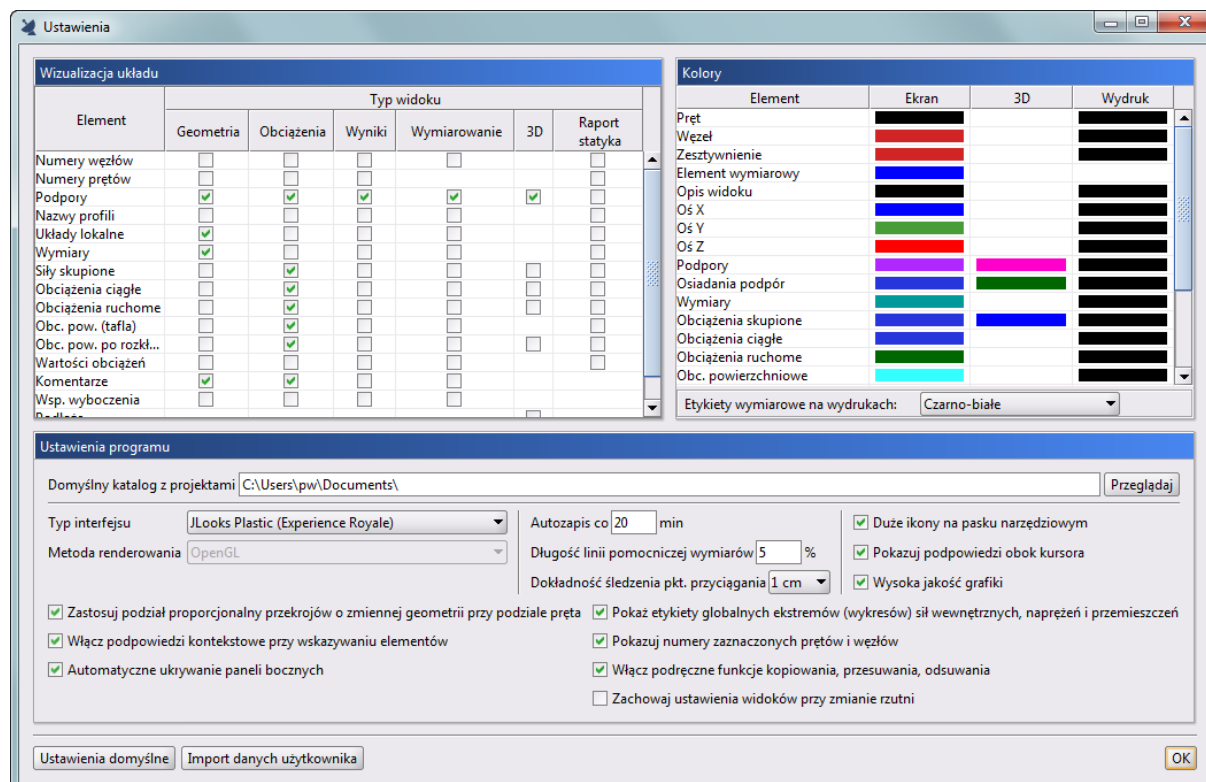 Ustawienia
Wizualizacja układu
Element
Typ widoku
Geometria Obciążenia Wyniki Wymiarowanie 3D Raport statyka
Numery węzłów
Numery prętów
Podpory
Nazwy profili
Układy lokalne
Wymiary
Siły skupione
Obciążenia ciągłe
Obciążenia ruchome
Obc. pow. (tafla)
Obc. pow. po rozkł...
Wartości obciążeń
Komentarze
Wsp. wyboczenia
Kolory
Element Ekran 3D Wydruk
Pręt
Węzeł
Zesztywnienie
Element wymiarowy
Opis widoku
Oś X
Oś Y
Oś Z
Podpory
Osiadania podpór
Wymiary
Obciążenia skupione
Obciążenia ciągłe
Obciążenia ruchome
Obc. powierzchniowe
Etykiety wymiarowe na wydrukach: Czarno-białe
Ustawienia programu
Domyślny katalog z projektami C:\Users\pw\Documents\ Przeglądaj
Typ interfejsu JLooks Plastic (Experience Royale)
Metoda renderowania OpenGL
Autozapis co 20 min
Długość linii pomocniczej wymiarów 5 %
Dokładność śledzenia pkt. przyciągania 1 cm
Duże ikony na pasku narzędziowym
Pokazuj podpowiedzi obok kursora
Wysoka jakość grafiki
Zastosuj podział proporcjonalny przekrojów o zmiennej geometrii przy podziale pręta
Włącz podpowiedzi kontekstowe przy wskazywaniu elementów
Automatyczne ukrywanie paneli bocznych
Pokaż etykiety globalnych ekstremów (wykresów) sił wewnętrznych, naprężeń i przemieszczeń
Pokazuj numery zaznaczonych prętów i węzłów
Włącz podręczne funkcje kopiowania, przesuwania, odsuwania
Zachowaj ustawienia widoków przy zmianie rzutni
Ustawienia domyślne Import danych użytkownika OK